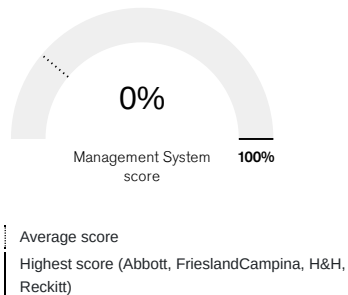 0%
Management System
score
100%
Average score
Highest score (Abbott, FrieslandCampina, H&H,
Reckitt)